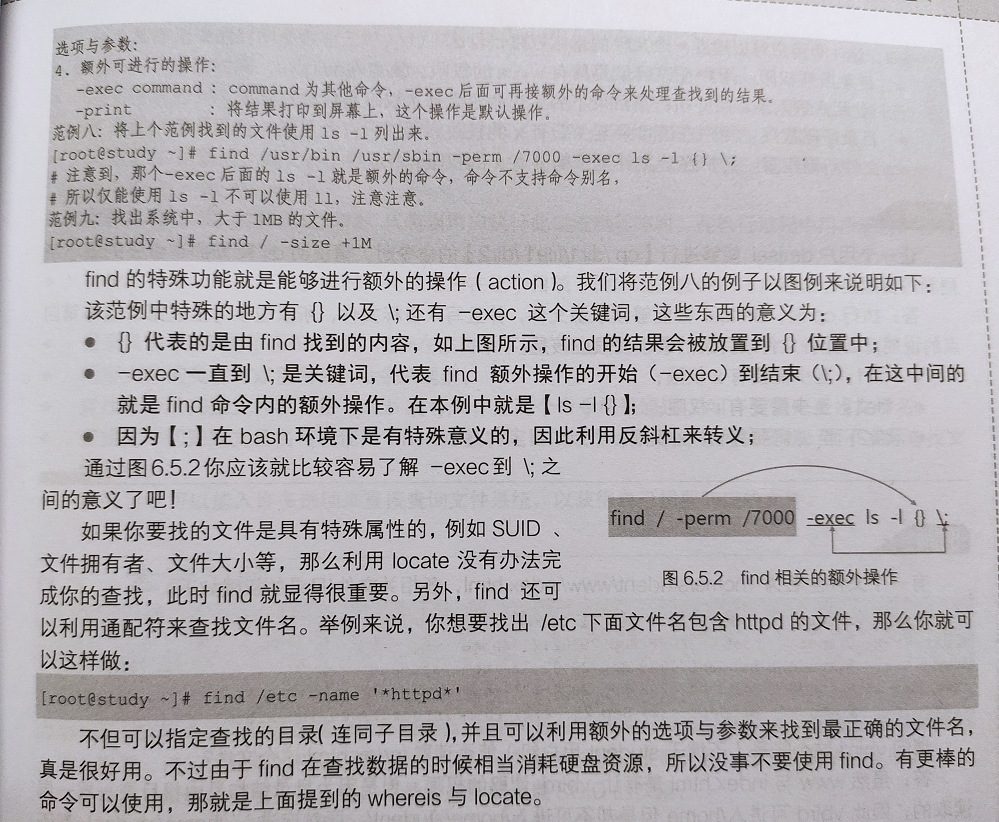 选项与参数：
4. 额外可进行的操作：
-exec command : command 为其他命令，-exec 后面可再接额外的命令来处理查找到的结果。
-print : 将结果打印到屏幕上，这个操作是默认操作。
范例八：将上个范例找到的文件使用 ls -l 列出来。
[root@study ~]# find /usr/bin /usr/sbin -perm /7000 -exec ls -l {} \;
# 注意到，那个-exec 后面的 ls -l 就是额外的命令，命令不支持命令别名，
# 所以仅能使用 ls -l 不可以使用 ll，注意注意。
范例九：找出系统中，大于 1MB 的文件。
[root@study ~]# find / -size +1M
find 的特殊功能就是能够进行额外的操作（action）。我们将范例八的例子以图例来说明如下：
该范例中特殊的地方有 {} 以及 \; 还有 -exec 这个关键词，这些东西的意义为：
● {} 代表的是由 find 找到的内容，如上图所示，find 的结果会被放置到 {} 位置中；
● -exec 一直到 \; 是关键词，代表 find 额外操作的开始（-exec）到结束（\;），在这中间的
就是 find 命令内的额外操作。在本例中就是【ls -l {}】；
● 因为【;】在 bash 环境下是有特殊意义的，因此利用反斜杠来转义；
通过图6.5.2你应该就比较容易了解 -exec到 \; 之
间的意义了吧！
如果你要找的文件是具有特殊属性的，例如 SUID 、
文件拥有者、文件大小等，那么利用 locate 没有办法完
成你的查找，此时 find 就显得很重要。另外，find 还可
find / -perm /7000 -exec ls -l {} \;
图 6.5.2 find 相关的额外操作
以利用通配符来查找文件名。举例来说，你想要找出 /etc 下面文件名包含 httpd 的文件，那么你就可
以这样做：
[root@study ~]# find /etc -name '*httpd*'
不但可以指定查找的目录（连同子目录），并且可以利用额外的选项与参数来找到最正确的文件名，
真是很好用。不过由于 find 在查找数据的时候相当消耗硬盘资源，所以没事不要使用 find。有更棒的
命令可以使用，那就是上面提到的 whereis 与 locate。